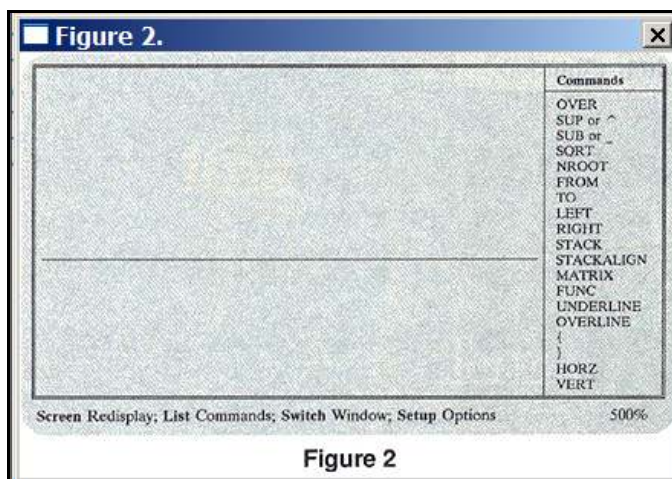 Figure 2.
Commands
OVER
SUP or ^
SUB or _
SQRT
NROOT
FROM
TO
LEFT
RIGHT
STACK
STACKALIGN
MATRIX
FUNC
UNDERLINE
OVERLINE
{
}
HORZ
VERT
Screen Redisplay; List Commands; Switch Window; Setup Options 500%
Figure 2